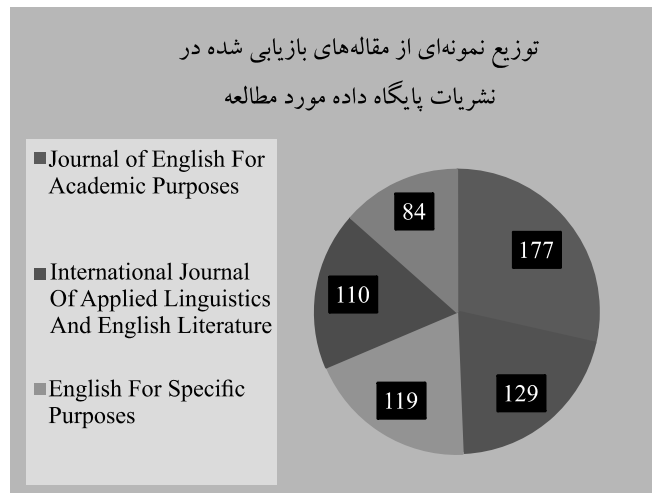 توزیع نمونه‌ای از مقاله‌های بازیابی شده در
نشریات پایگاه داده مورد مطالعه
Journal of English For
Academic Purposes
International Journal
Of Applied Linguistics
And English Literature
English For Specific
Purposes
84
177
110
119
129